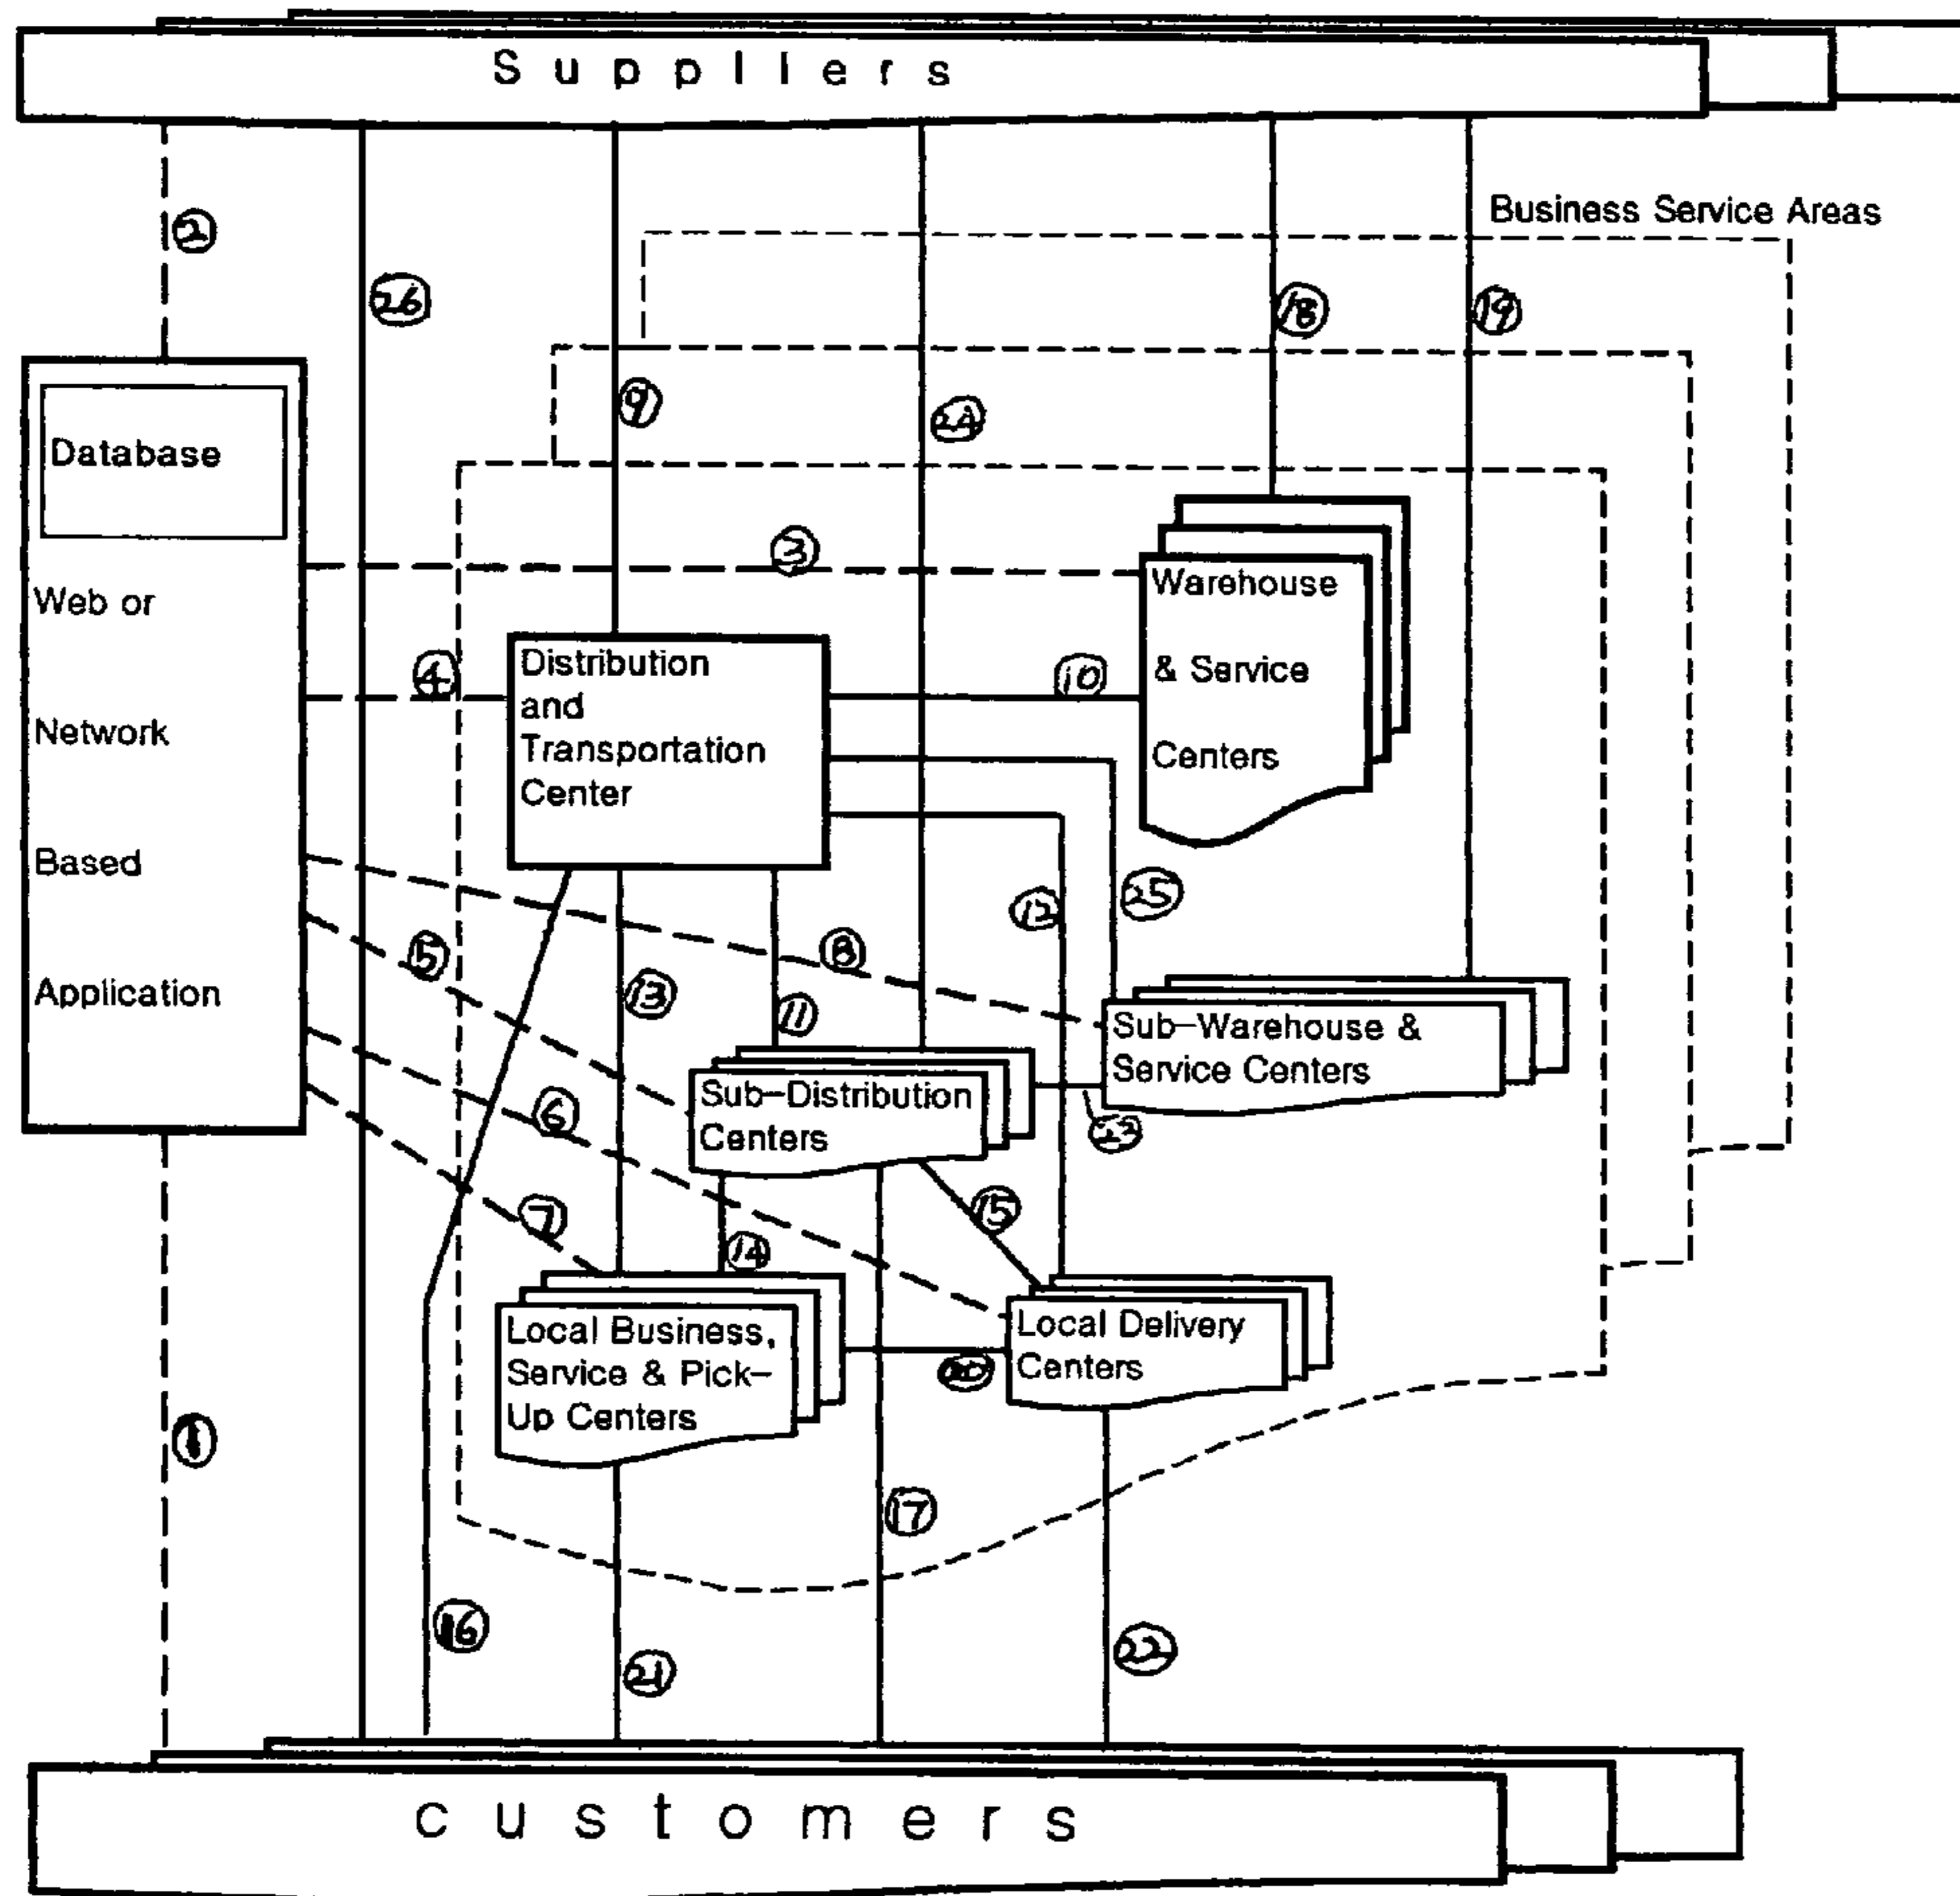 Suppliers
Business Service Areas
2
26
18
19
9
24
Database
3
Web or
Warehouse
4
Distribution
and
Transportation
Center
10
& Service
Network
Centers
Based
12
25
5
8
Application
13
11
Sub-Warehouse &
Service Centers
Sub-Distribution
Centers
6
23
7
14
15
Local Business,
Service & Pick-
Up Centers
20
Local Delivery
Centers
1
17
16
21
22
customers